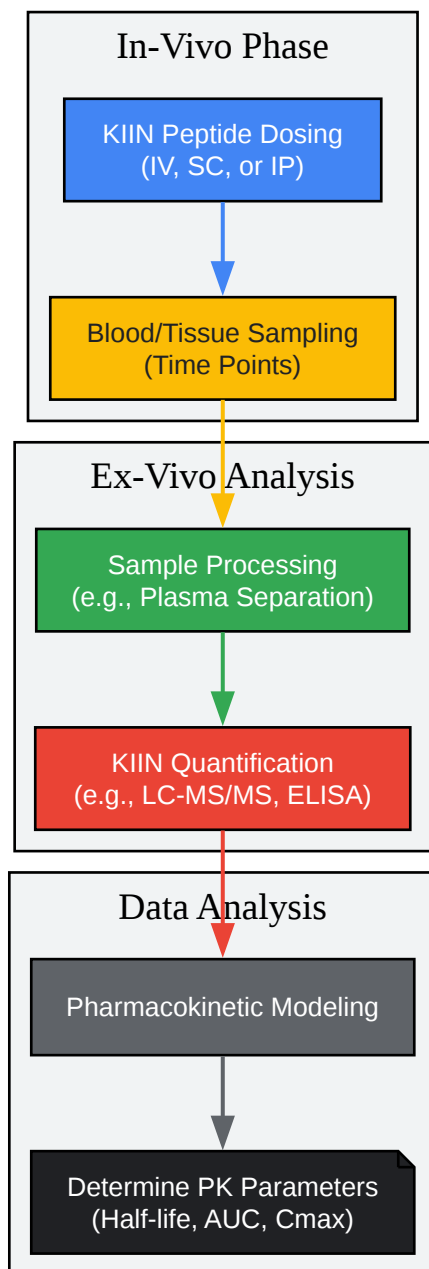 In-Vivo Phase
KIIN Peptide Dosing
(IV, SC, or IP)
Blood/Tissue Sampling
(Time Points)
Ex-Vivo Analysis
Sample Processing
(e.g., Plasma Separation)
KIIN Quantification
(e.g., LC-MS/MS, ELISA)
Data Analysis
Pharmacokinetic Modeling
Determine PK Parameters
(Half-life, AUC, Cmax)